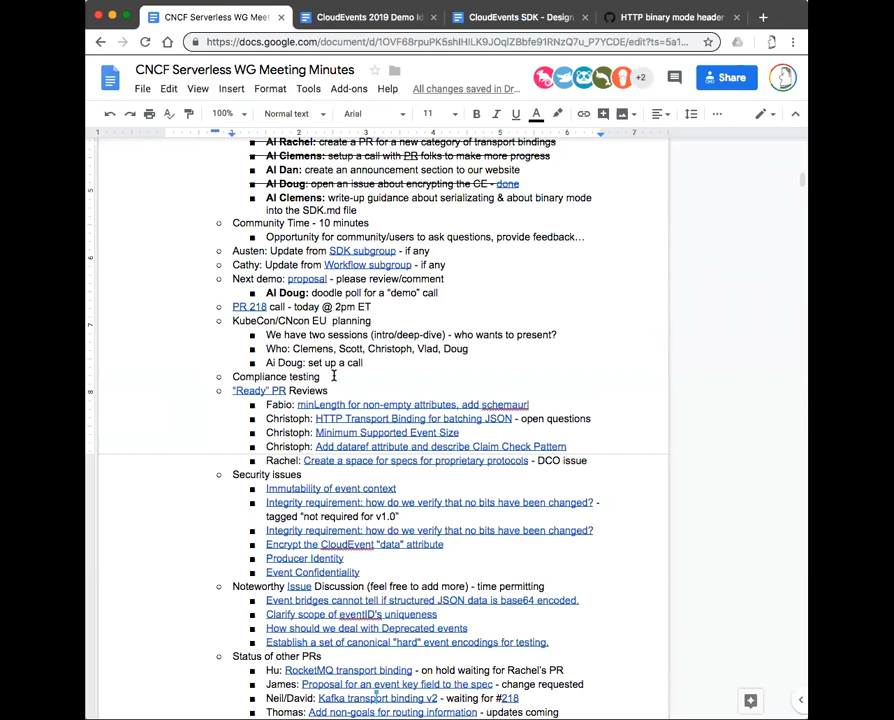 CNCF Serverless WG Meet
CloudEvents 2019 Demo Id
CloudEvents SDK - Design
HTTP binary mode header
https://docs.google.com/document/d/1OVF68rpuPK5shIHILK9JOqlZBbfe91RNzQ7u_P7YCDE/edit?ts=5a1...
CNCF Serverless WG Meeting Minutes
File Edit View Insert Format Tools Add-ons Help All changes saved in Dr...
+2
Share
100% Normal text Arial 11
1 1 2 3 4 5 6 7
AI Rachel: create a PR for a new category of transport bindings
AI Clemens: setup a call with PR folks to make more progress
AI Dan: create an announcement section to our website
AI Doug: open an issue about encrypting the CE - done
AI Clemens: write-up guidance about serializating & about binary mode
into the SDK.md file
Community Time - 10 minutes
Opportunity for community/users to ask questions, provide feedback…
Austen: Update from SDK subgroup - if any
Cathy: Update from Workflow subgroup - if any
Next demo: proposal - please review/comment
AI Doug: doodle poll for a “demo” call
PR 218 call - today @ 2pm ET
KubeCon/CNcon EU planning
We have two sessions (intro/deep-dive) - who wants to present?
Who: Clemens, Scott, Christoph, Vlad, Doug
Ai Doug: set up a call
Compliance testing
“Ready” PR Reviews
Fabio: minLength for non-empty attributes, add schemaurl
Christoph: HTTP Transport Binding for batching JSON - open questions
Christoph: Minimum Supported Event Size
Christoph: Add dataref attribute and describe Claim Check Pattern
Rachel: Create a space for specs for proprietary protocols - DCO issue
Security issues
Immutability of event context
Integrity requirement: how do we verify that no bits have been changed? -
tagged “not required for v1.0”
Integrity requirement: how do we verify that no bits have been changed?
Encrypt the CloudEvent "data" attribute
Producer Identity
Event Confidentiality
Noteworthy Issue Discussion (feel free to add more) - time permitting
Event bridges cannot tell if structured JSON data is base64 encoded.
Clarify scope of eventID's uniqueness
How should we deal with Deprecated events
Establish a set of canonical "hard" event encodings for testing.
Status of other PRs
Hu: RocketMQ transport binding - on hold waiting for Rachel’s PR
James: Proposal for an event key field to the spec - change requested
Neil/David: Kafka transport binding v2 - waiting for #218
Thomas: Add non-goals for routing information - updates coming
5
6
7
8